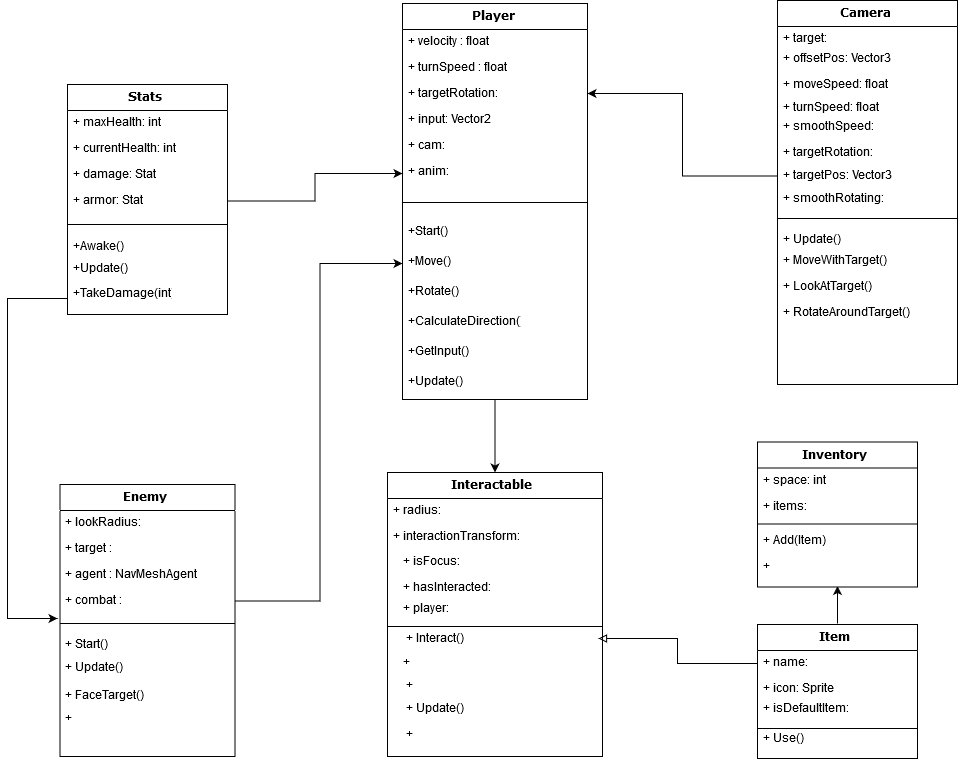 Player
+ velocity : float
+ turnSpeed : float
+ targetRotation:
+ input: Vector2
+ cam:
+ anim:
+Start()
+Move()
+Rotate()
+CalculateDirection(
+GetInput()
+Update()
Camera
+ target:
+ offsetPos: Vector3
+ moveSpeed: float
+ turnSpeed: float
+ smoothSpeed:
+ targetRotation:
+ targetPos: Vector3
+ smoothRotating:
+ Update()
+ MoveWithTarget()
+ LookAtTarget()
+ RotateAroundTarget()
Stats
+ maxHealth: int
+ currentHealth: int
+ damage: Stat
+ armor: Stat
+Awake()
+Update()
+TakeDamage(int
Enemy
+ lookRadius:
+ target :
+ agent : NavMeshAgent
+ combat :
+ Start()
+ Update()
+ FaceTarget()
+
Interactable
+ radius:
+ interactionTransform:
+ isFocus:
+ hasInteracted:
+ player:
+ Interact()
+
+
+ Update()
+
Inventory
+ space: int
+ items:
+ Add(Item)
+
Item
+ name:
+ icon: Sprite
+ isDefaultItem:
+ Use()